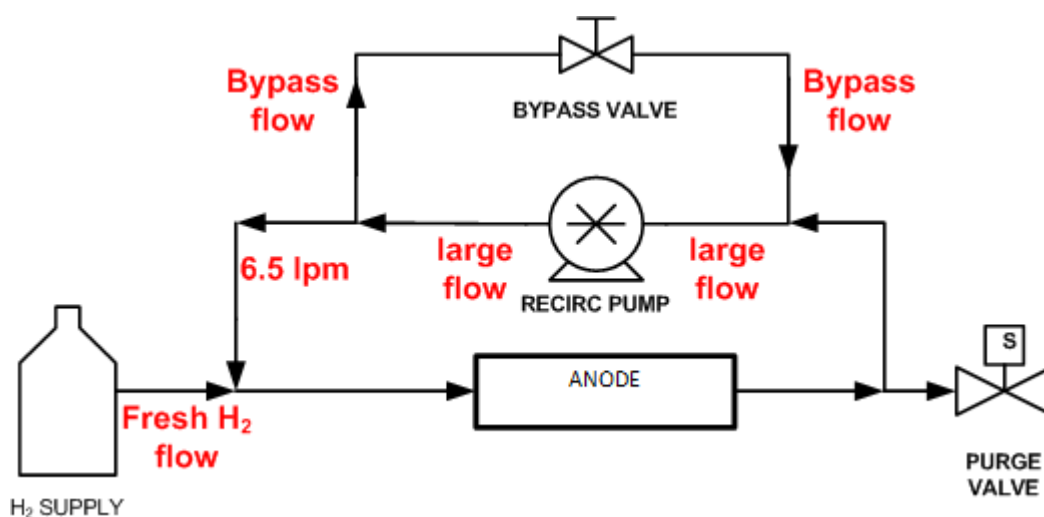 Bypass
flow
BYPASS VALVE
Bypass
flow
6.5 lpm
large
flow
RECIRC PUMP
large
flow
H₂ SUPPLY
Fresh H₂
flow
ANODE
S
PURGE
VALVE